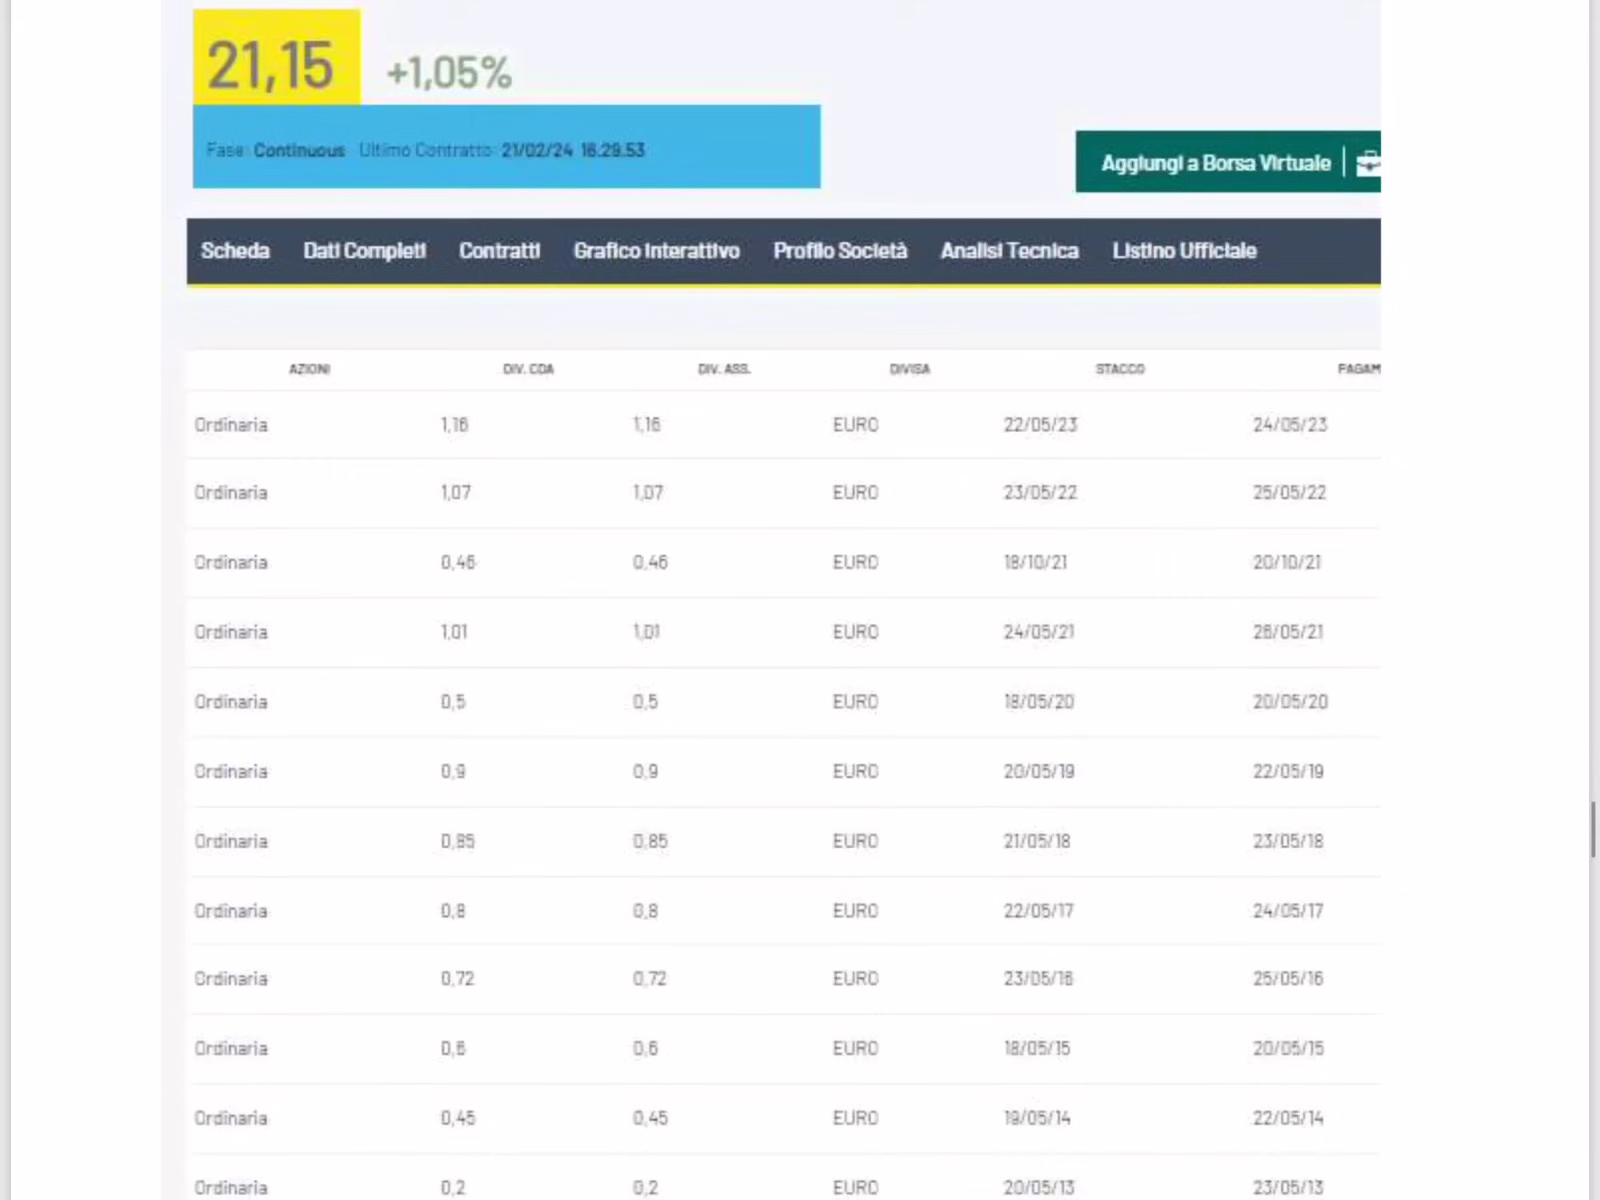 21,15 +1,05%
Fase: Continuous Ultimo Contratto: 21/02/24 16.29.53
Aggiungi a Borsa Virtuale
Scheda Dati Completi Contratti Grafico Interattivo Profilo Società Analisi Tecnica Listino Ufficiale
AZIONI DIV. CDA DIV. ASS. DIVISA STACCO PAGAM
Ordinaria 1,16 1,16 EURO 22/05/23 24/05/23
Ordinaria 1,07 1,07 EURO 23/05/22 25/05/22
Ordinaria 0,46 0,46 EURO 18/10/21 20/10/21
Ordinaria 1,01 1,01 EURO 24/05/21 26/05/21
Ordinaria 0,5 0,5 EURO 18/05/20 20/05/20
Ordinaria 0,9 0,9 EURO 20/05/19 22/05/19
Ordinaria 0,85 0,85 EURO 21/05/18 23/05/18
Ordinaria 0,8 0,8 EURO 22/05/17 24/05/17
Ordinaria 0,72 0,72 EURO 23/05/16 25/05/16
Ordinaria 0,6 0,6 EURO 18/05/15 20/05/15
Ordinaria 0,45 0,45 EURO 19/05/14 22/05/14
Ordinaria 0,2 0,2 EURO 20/05/13 23/05/13